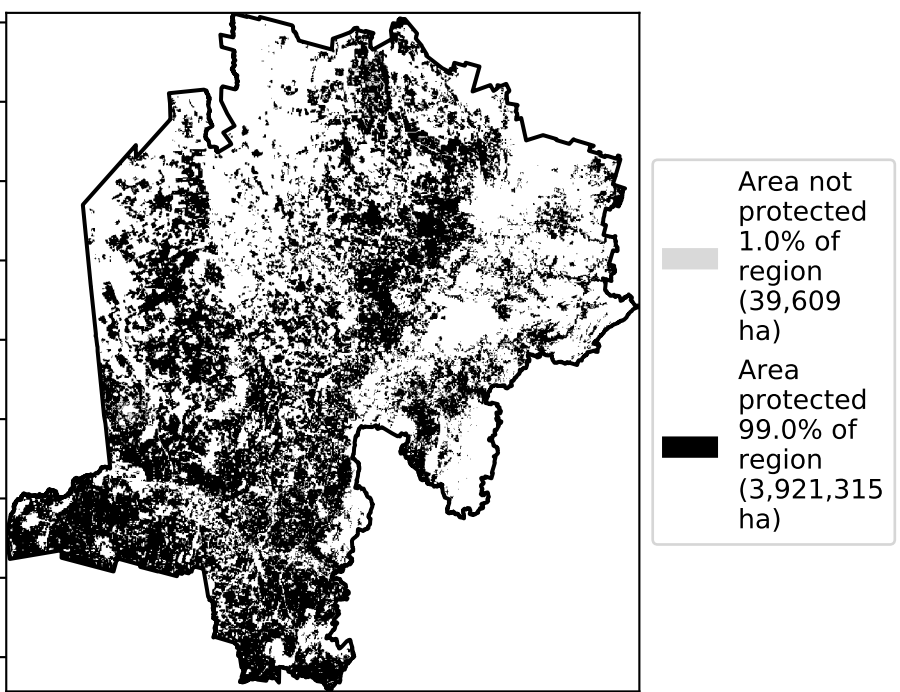 Area not
protected
1.0% of
region
(39,609
ha)
Area
protected
99.0% of
region
(3,921,315
ha)